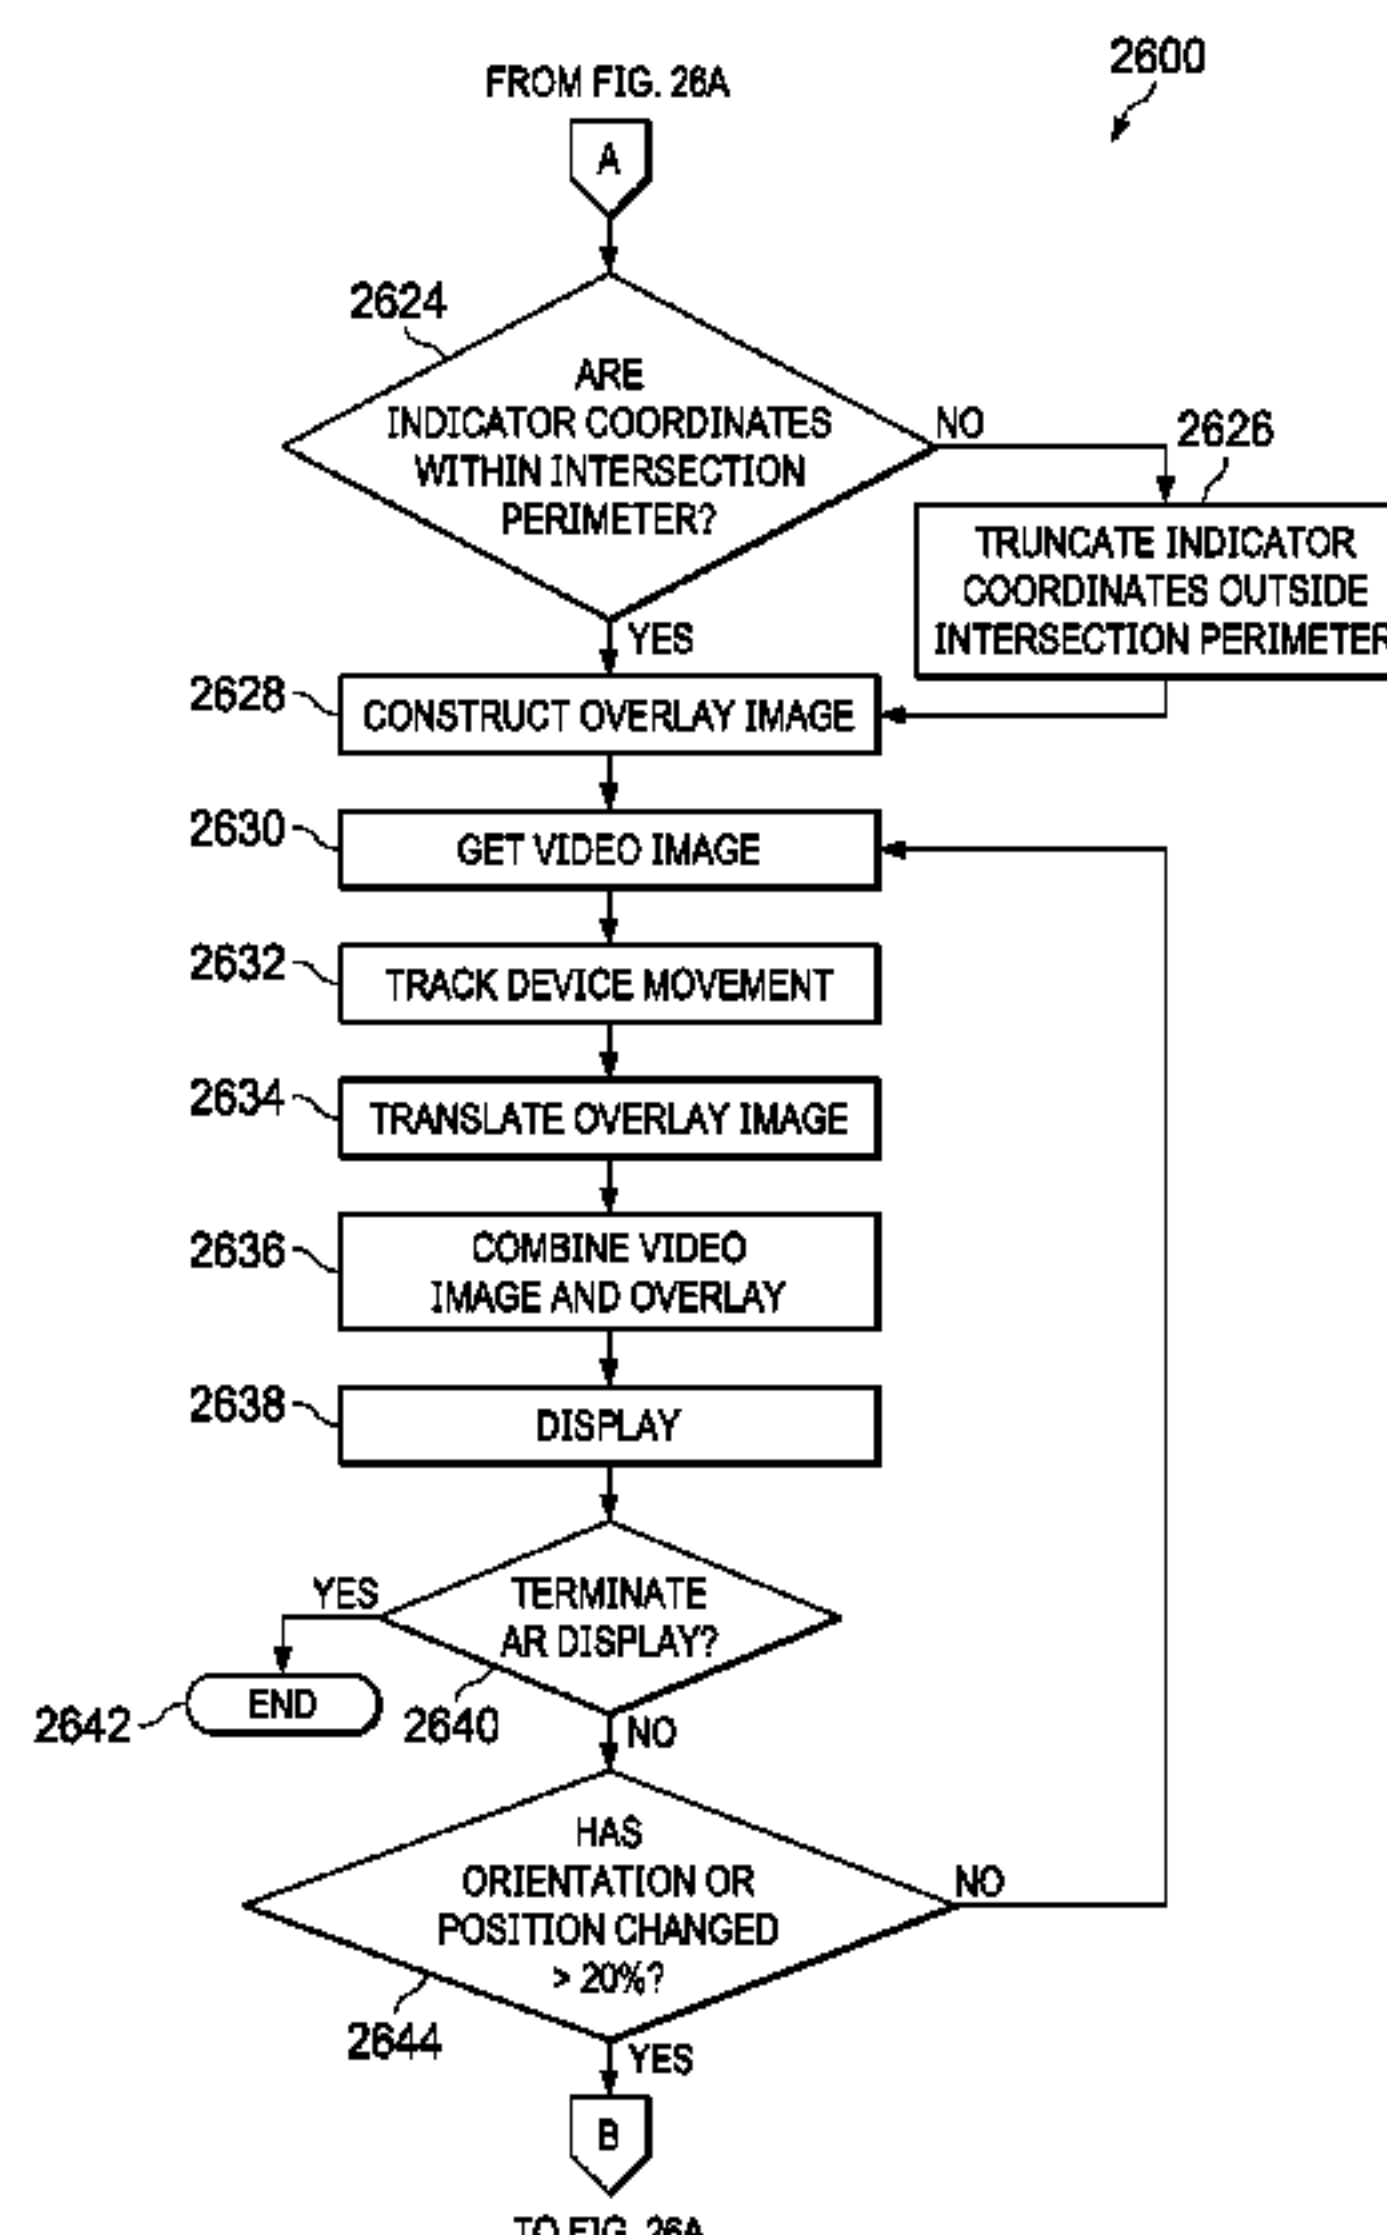 2600
FROM FIG. 26A
A
2624
ARE
INDICATOR COORDINATES
WITHIN INTERSECTION
PERIMETER?
NO
2626
TRUNCATE INDICATOR
COORDINATES OUTSIDE
INTERSECTION PERIMETER
YES
2628
CONSTRUCT OVERLAY IMAGE
2630
GET VIDEO IMAGE
2632
TRACK DEVICE MOVEMENT
2634
TRANSLATE OVERLAY IMAGE
2636
COMBINE VIDEO
IMAGE AND OVERLAY
2638
DISPLAY
YES
TERMINATE
AR DISPLAY?
END
2642
2640
NO
HAS
ORIENTATION OR
POSITION CHANGED
> 20%?
NO
2644
YES
B
TO FIG. 26A